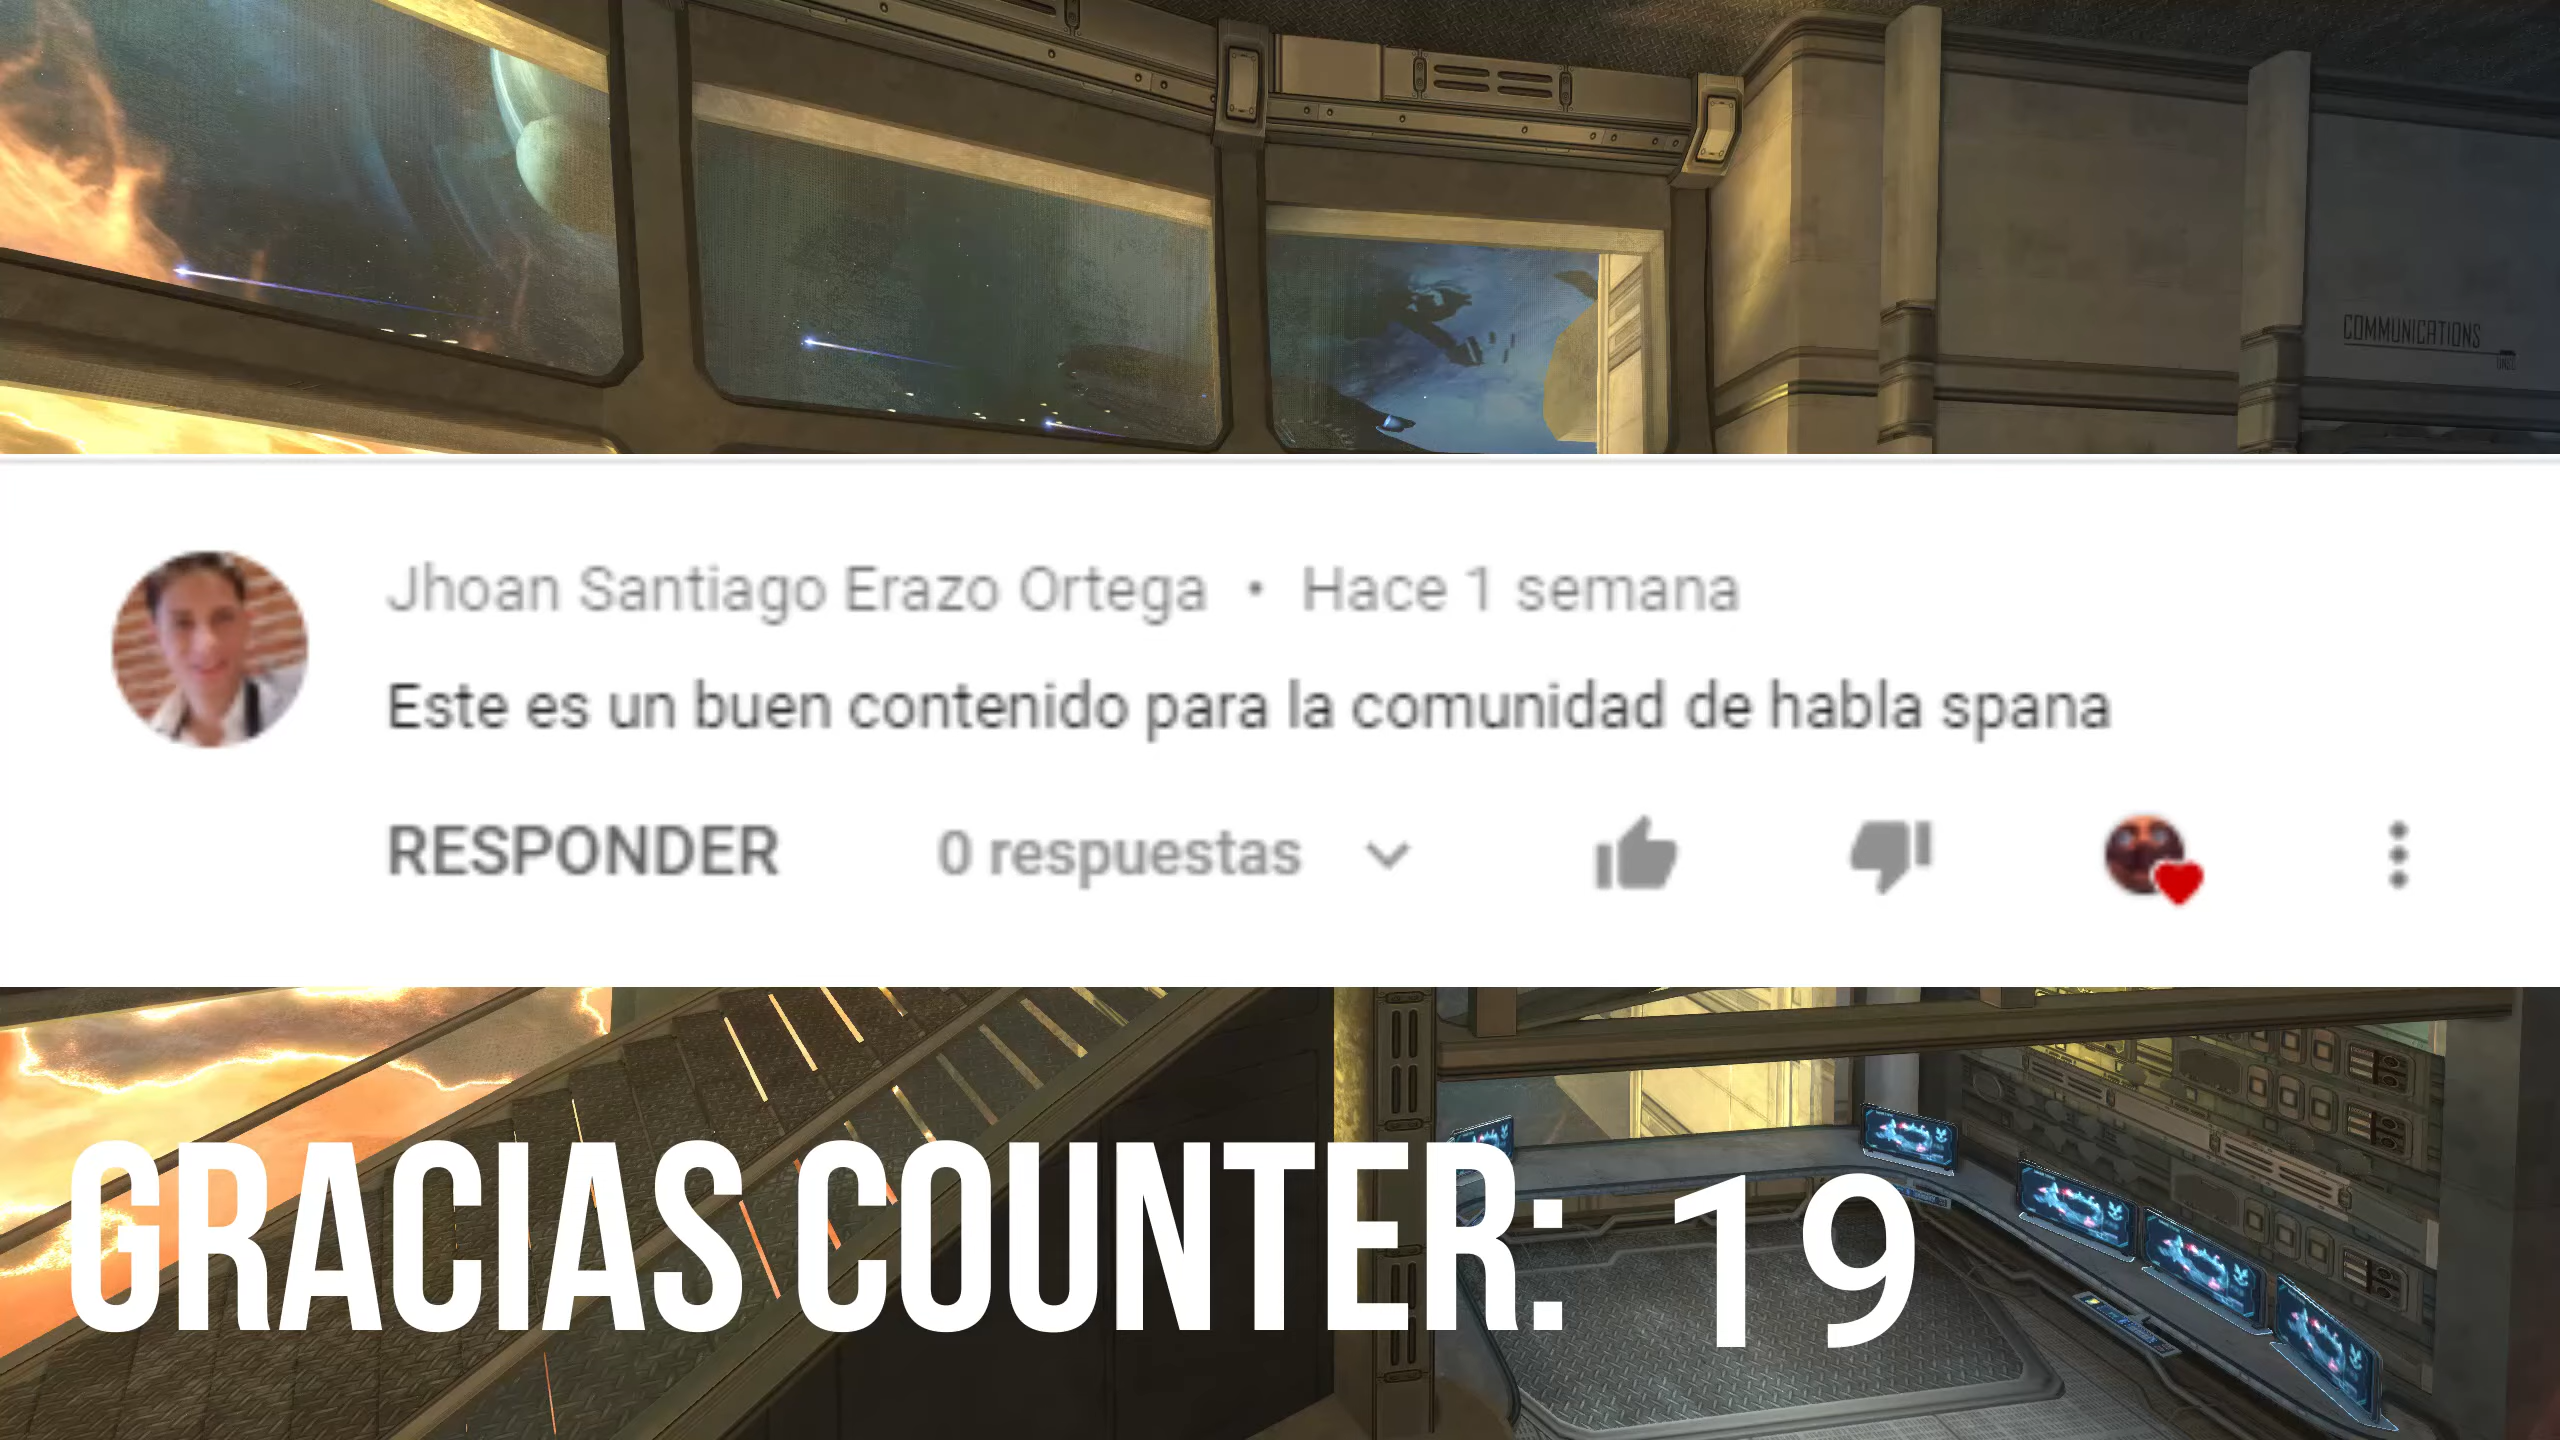 COMMUNICATIONS
Jhoan Santiago Erazo Ortega • Hace 1 semana
Este es un buen contenido para la comunidad de habla spana
RESPONDER 0 respuestas
GRACIAS COUNTER: 19